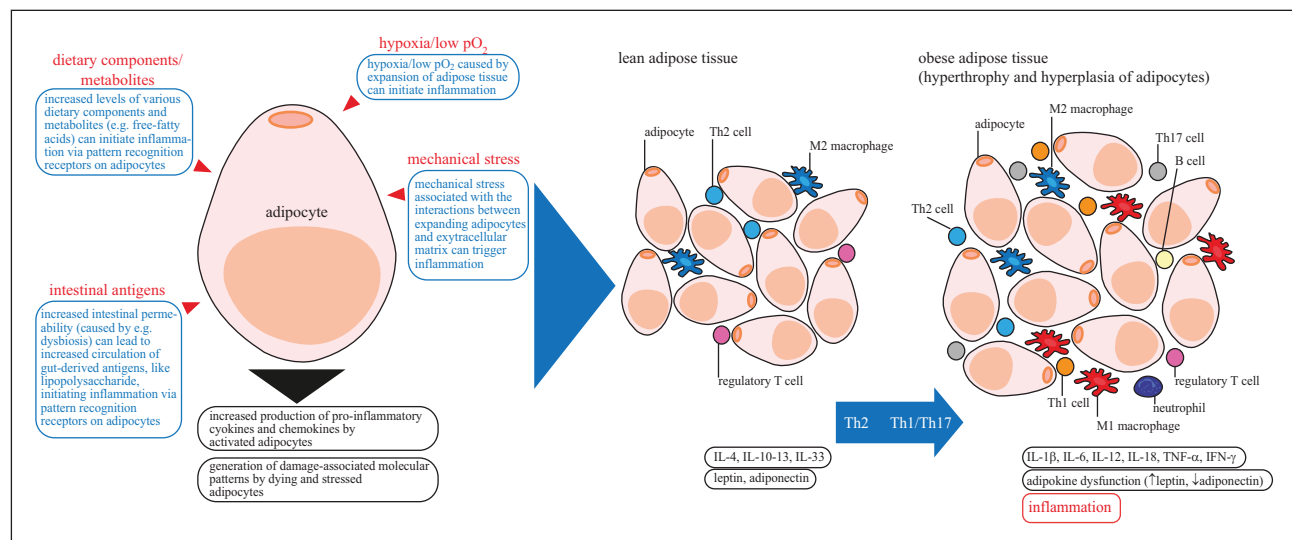 dietary components/
metabolites
increased levels of various
dietary components and
metabolites (e.g. free-fatty
acids) can initiate inflamma-
tion via pattern recognition
receptors on adipocytes
hypoxia/low pO2
hypoxia/low pO2 caused by
expansion of adipose tissue
can initiate inflammation
mechanical stress
mechanical stress
associated with the
interactions between
expanding adipocytes
and exytracellular
matrix can trigger
inflammation
adipocyte
intestinal antigens
increased intestinal perme-
ability (caused by e.g.
dysbiosis) can lead to
increased circulation of
gut-derived antigens, like
lipopolysaccharide,
initiating inflammation via
pattern recognition
receptors on adipocytes
increased production of pro-inflammatory
cyokines and chemokines by
activated adipocytes
generation of damage-associated molecular
patterns by dying and stressed
adipocytes
lean adipose tissue
adipocyte
Th2 cell
M2 macrophage
regulatory T cell
IL-4, IL-10-13, IL-33
leptin, adiponectin
Th2 Th1/Th17
obese adipose tissue
(hyperthrophy and hyperplasia of adipocytes)
M2 macrophage
adipocyte
Th17 cell
B cell
Th2 cell
regulatory T cell
Th1 cell
neutrophil
M1 macrophage
IL-1β, IL-6, IL-12, IL-18, TNF-α, IFN-γ
adipokine dysfunction (↑leptin, ↓adiponectin)
inflammation